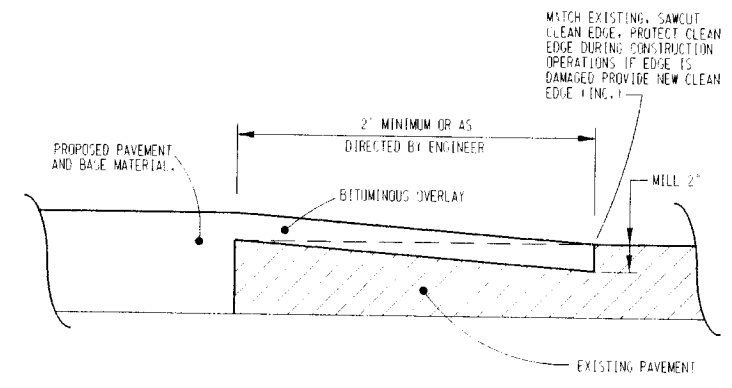 MATCH EXISTING, SAWCUT
CLEAN EDGE, PROTECT CLEAN
EDGE DURING CONSTRUCTION
OPERATIONS IF EDGE IS
DAMAGED PROVIDE NEW CLEAN
EDGE (INC.)
2' MINIMUM OR AS
DIRECTED BY ENGINEER
PROPOSED PAVEMENT
AND BASE MATERIAL.
MILL 2"
BITUMINOUS OVERLAY
EXISTING PAVEMENT